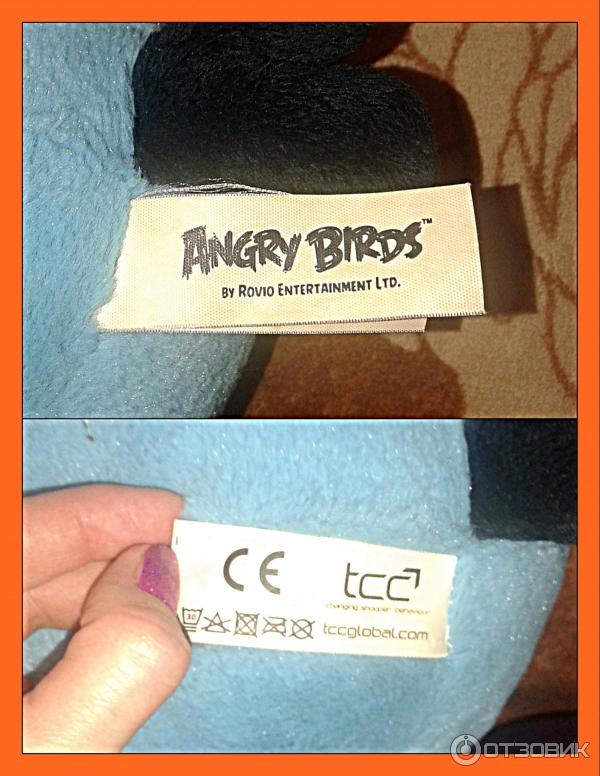 ANGRY BIRDS™
BY ROVIO ENTERTAINMENT LTD.
CE tcc
changing shopper behaviour
30
tccglobal.com
ОТЗОВИК